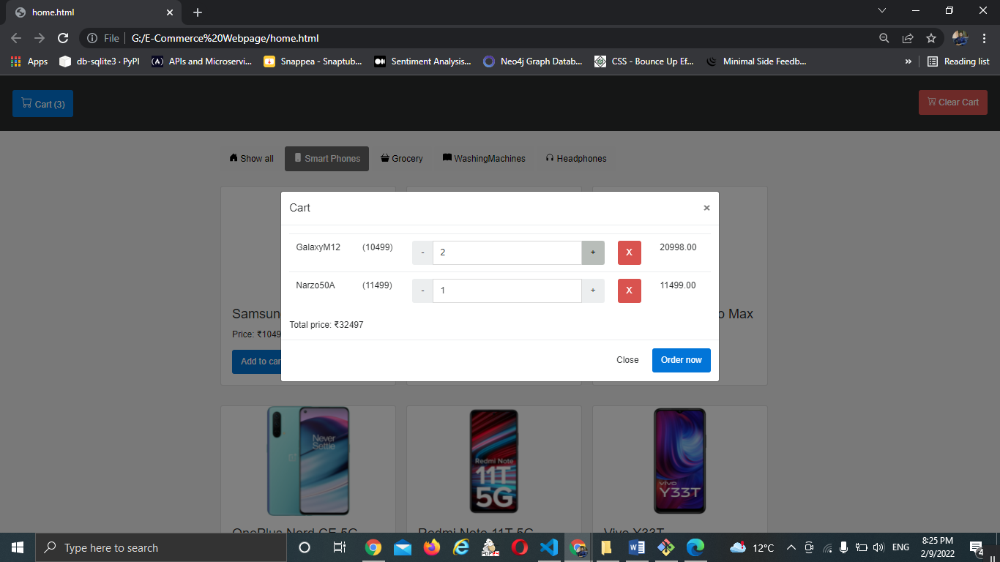 home.html
File G:/E-Commerce%20Webpage/home.html
Apps db-sqlite3 · PyPI APIs and Microservi... Snappea - Snaptub... Sentiment Analysis... Neo4j Graph Datab... CSS - Bounce Up Ef... Minimal Side Feedb... » Reading list
Cart (3) Clear Cart
Show all Smart Phones Grocery WashingMachines Headphones
Cart ×
GalaxyM12 (10499) - 2 + X 20998.00
Narzo50A (11499) - 1 + X 11499.00
Total price: ₹32497
Close Order now
Samsun
o Max
Price: ₹1049
Add to car
Never
Settle
Redmi Note
11T
5G
vivo
Y33T
OnePlus Nord CE 5G Redmi Note 11T 5G Vivo Y33T
Type here to search
PDF24
12°C
ENG
8:25 PM
2/9/2022
4